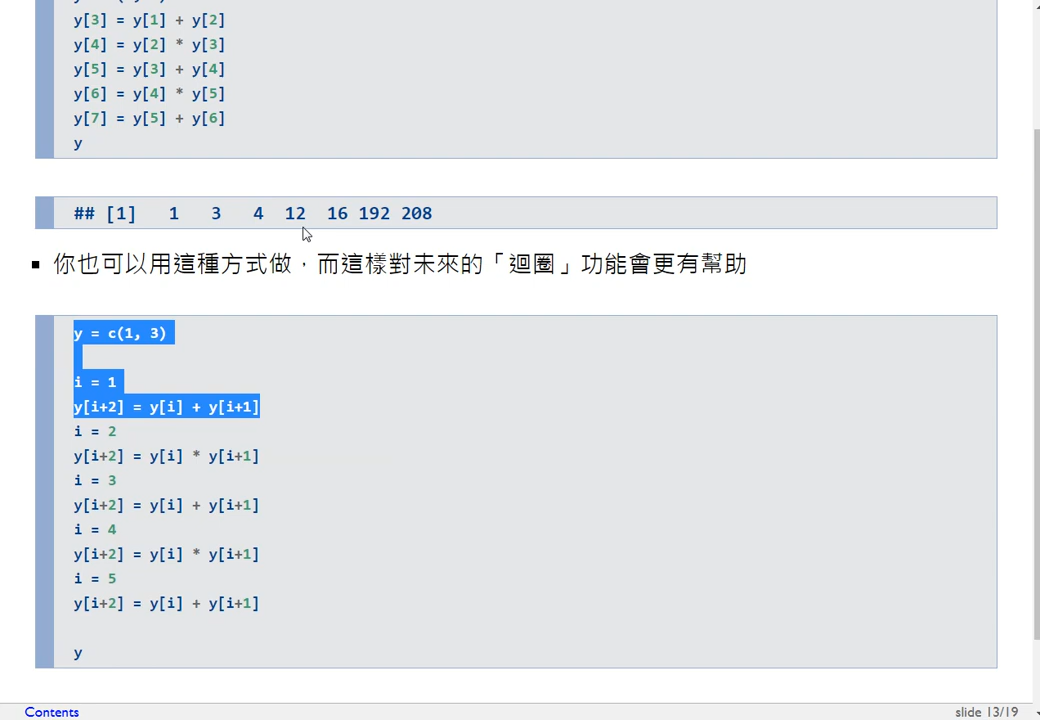 y[3] = y[1] + y[2]
y[4] = y[2] * y[3]
y[5] = y[3] + y[4]
y[6] = y[4] * y[5]
y[7] = y[5] + y[6]
y
## [1]   1   3   4  12  16 192 208
▪ 你也可以用這種方式做，而這樣對未來的「迴圈」功能會更有幫助
y = c(1, 3)
i = 1
y[i+2] = y[i] + y[i+1]
i = 2
y[i+2] = y[i] * y[i+1]
i = 3
y[i+2] = y[i] + y[i+1]
i = 4
y[i+2] = y[i] * y[i+1]
i = 5
y[i+2] = y[i] + y[i+1]
y
Contents
slide 13/19